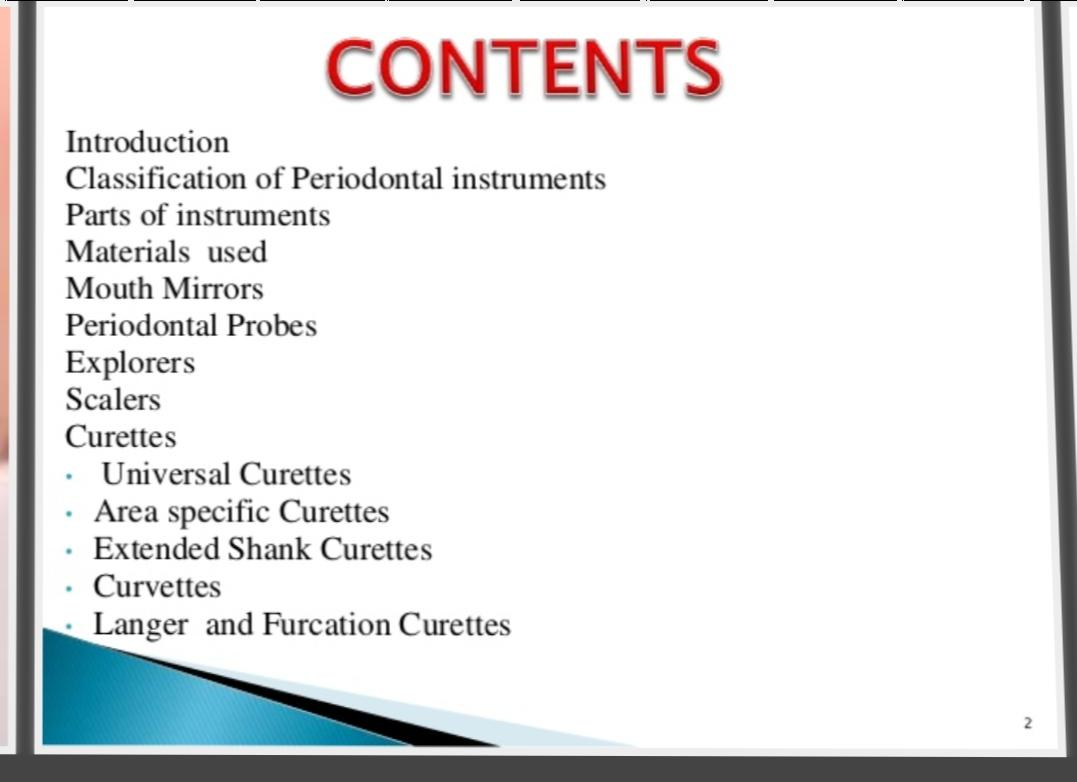 CONTENTS
Introduction
Classification of Periodontal instruments
Parts of instruments
Materials  used
Mouth Mirrors
Periodontal Probes
Explorers
Scalers
Curettes
•  Universal Curettes
• Area specific Curettes
• Extended Shank Curettes
• Curvettes
• Langer  and Furcation Curettes
2